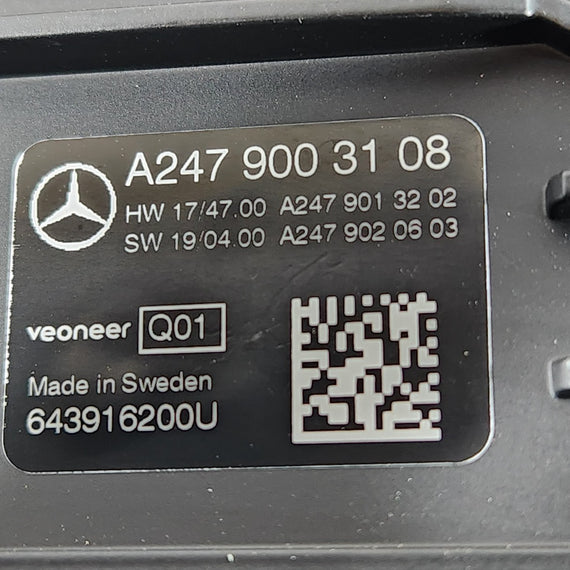 A247 900 31 08
HW 17/47.00 A247 901 32 02
SW 19/04.00 A247 902 06 03
veoneer Q01
Made in Sweden
643916200U